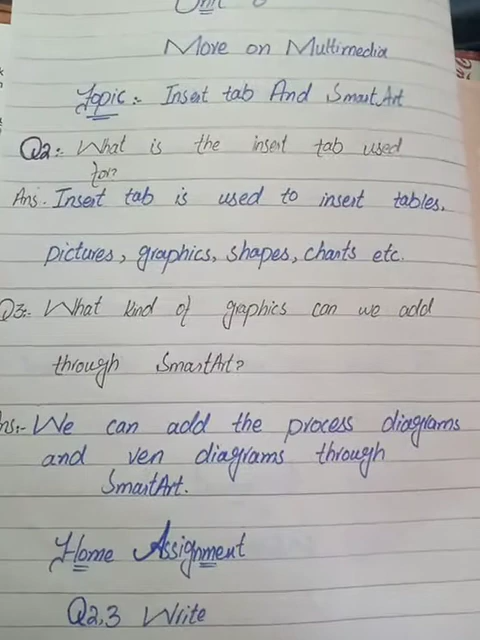 Unit
More on Multimedia
Topic:- Insert tab And SmartArt
Q2:- What is the insert tab used
for?
Ans. Insert tab is used to insert tables,
pictures, graphics, shapes, charts etc.
Q3:- What kind of graphics can we add
through SmartArt?
Ans:- We can add the process diagrams
and ven diagrams through
SmartArt.
Home Assignment
Q2,3 Write